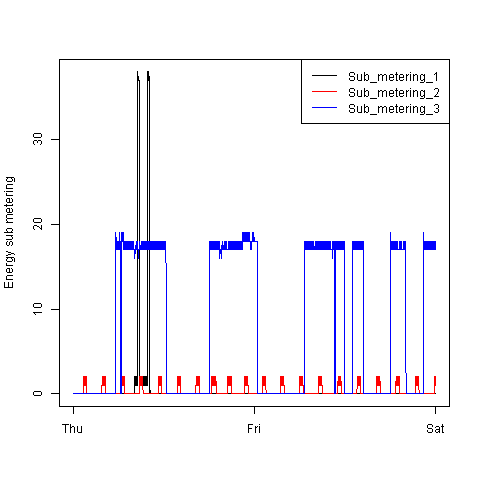 Sub_metering_1
Sub_metering_2
Sub_metering_3
Energy sub metering
30
20
10
0
Thu
Fri
Sat